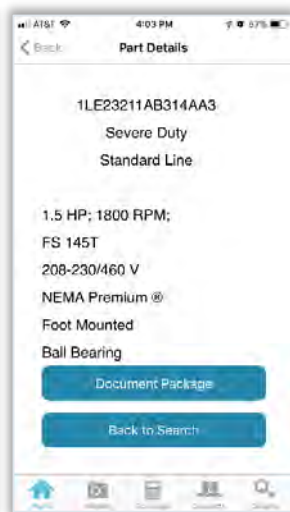 AT&T 4:03 PM 67%
Back Part Details
1LE23211AB314AA3
Severe Duty
Standard Line
1.5 HP; 1800 RPM;
FS 145T
208-230/460 V
NEMA Premium ®
Foot Mounted
Ball Bearing
Document Package
Back to Search